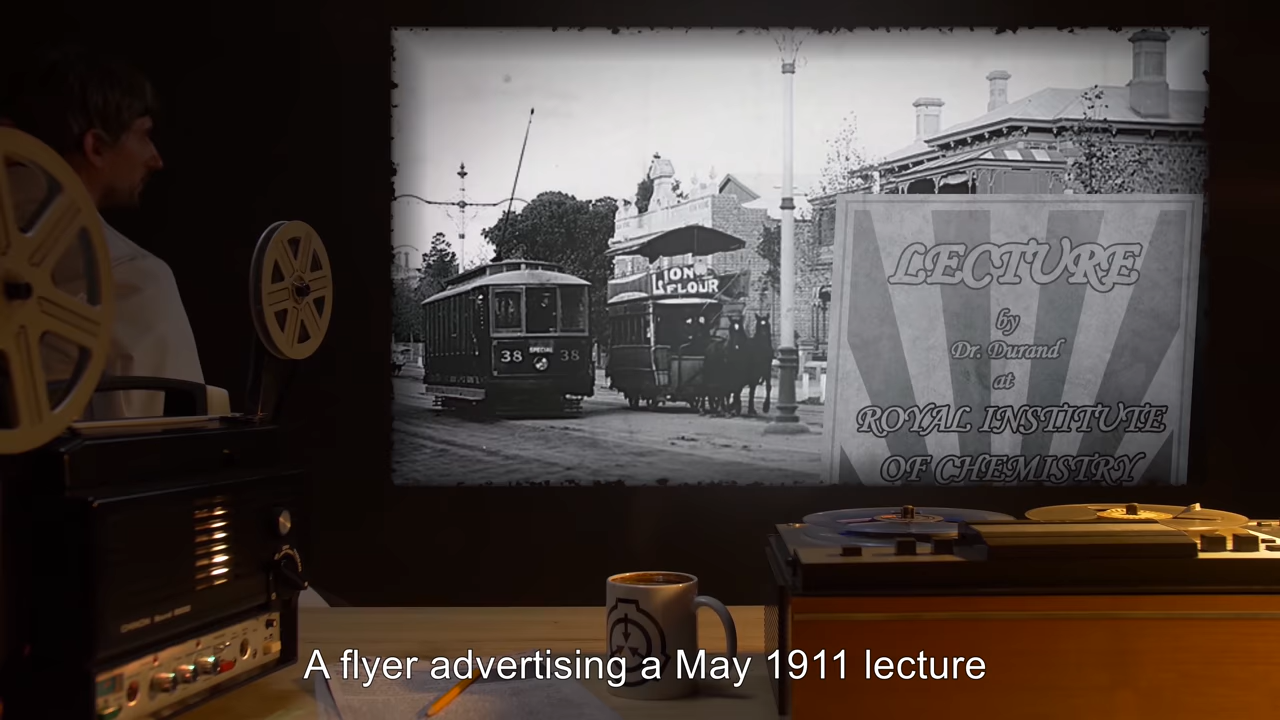 LION
FLOUR
38
SPECIAL
38
LECTURE
by
Dr. Durand
at
ROYAL INSTITUTE
OF CHEMISTRY
A flyer advertising a May 1911 lecture